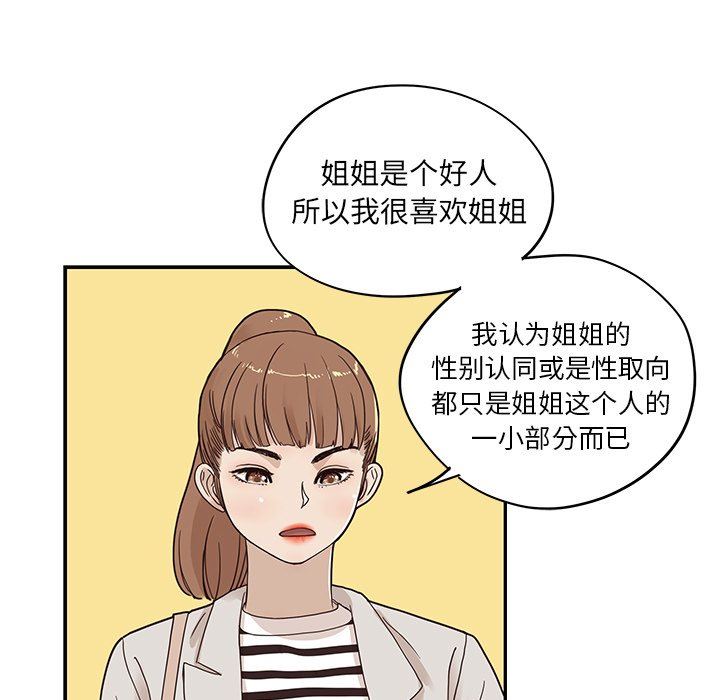 姐姐是个好人
所以我很喜欢姐姐
我认为姐姐的
性别认同或是性取向
都只是姐姐这个人的
一小部分而已